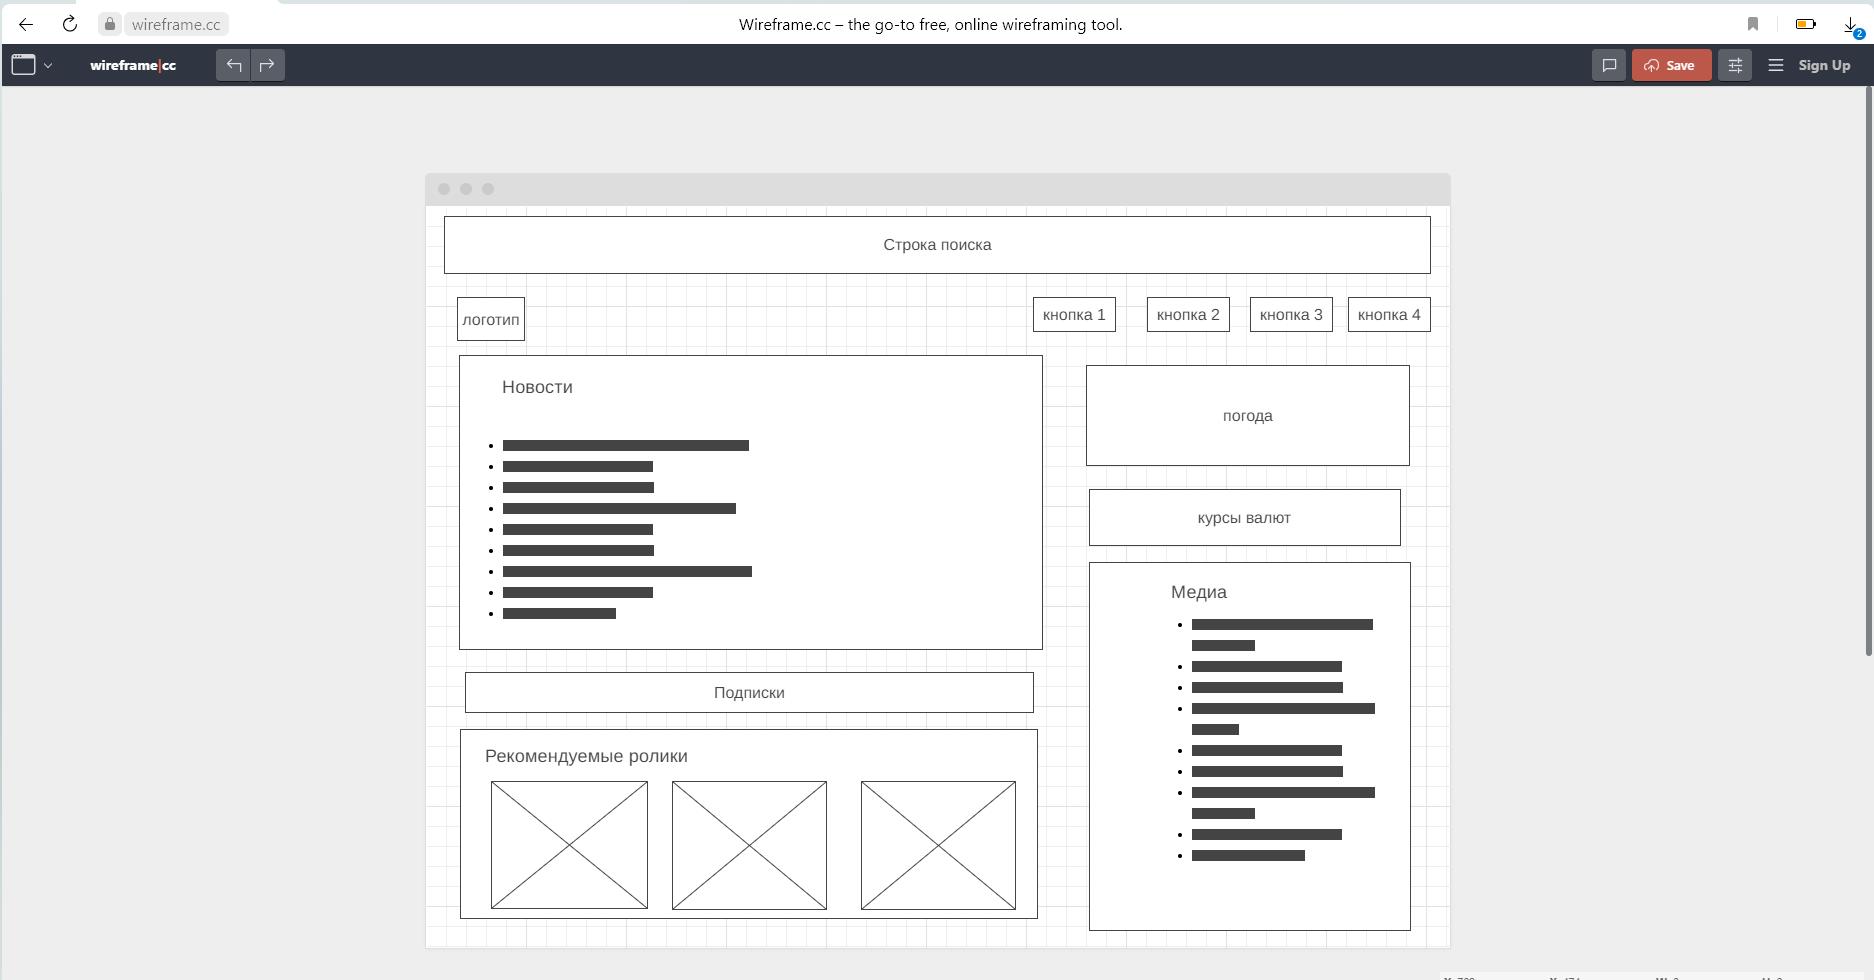 wireframe.cc
Wireframe.cc – the go-to free, online wireframing tool.
2
wireframe|cc
Save
Sign Up
Строка поиска
логотип
кнопка 1
кнопка 2
кнопка 3
кнопка 4
Новости
погода
курсы валют
Медиа
Подписки
Рекомендуемые ролики